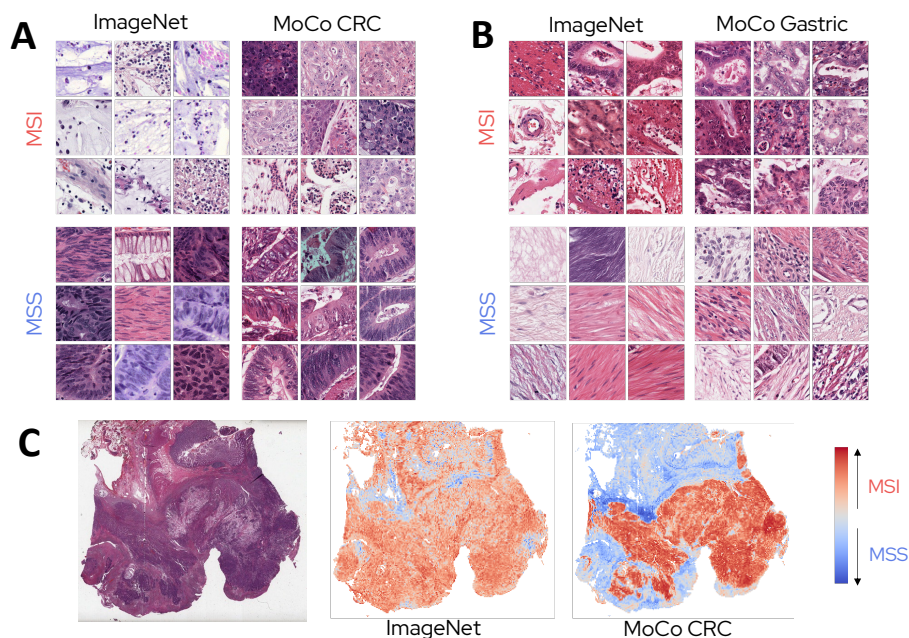 A
ImageNet
MoCo CRC
MSI
MSS
B
ImageNet
MoCo Gastric
MSI
MSS
C
ImageNet
MoCo CRC
MSI
MSS